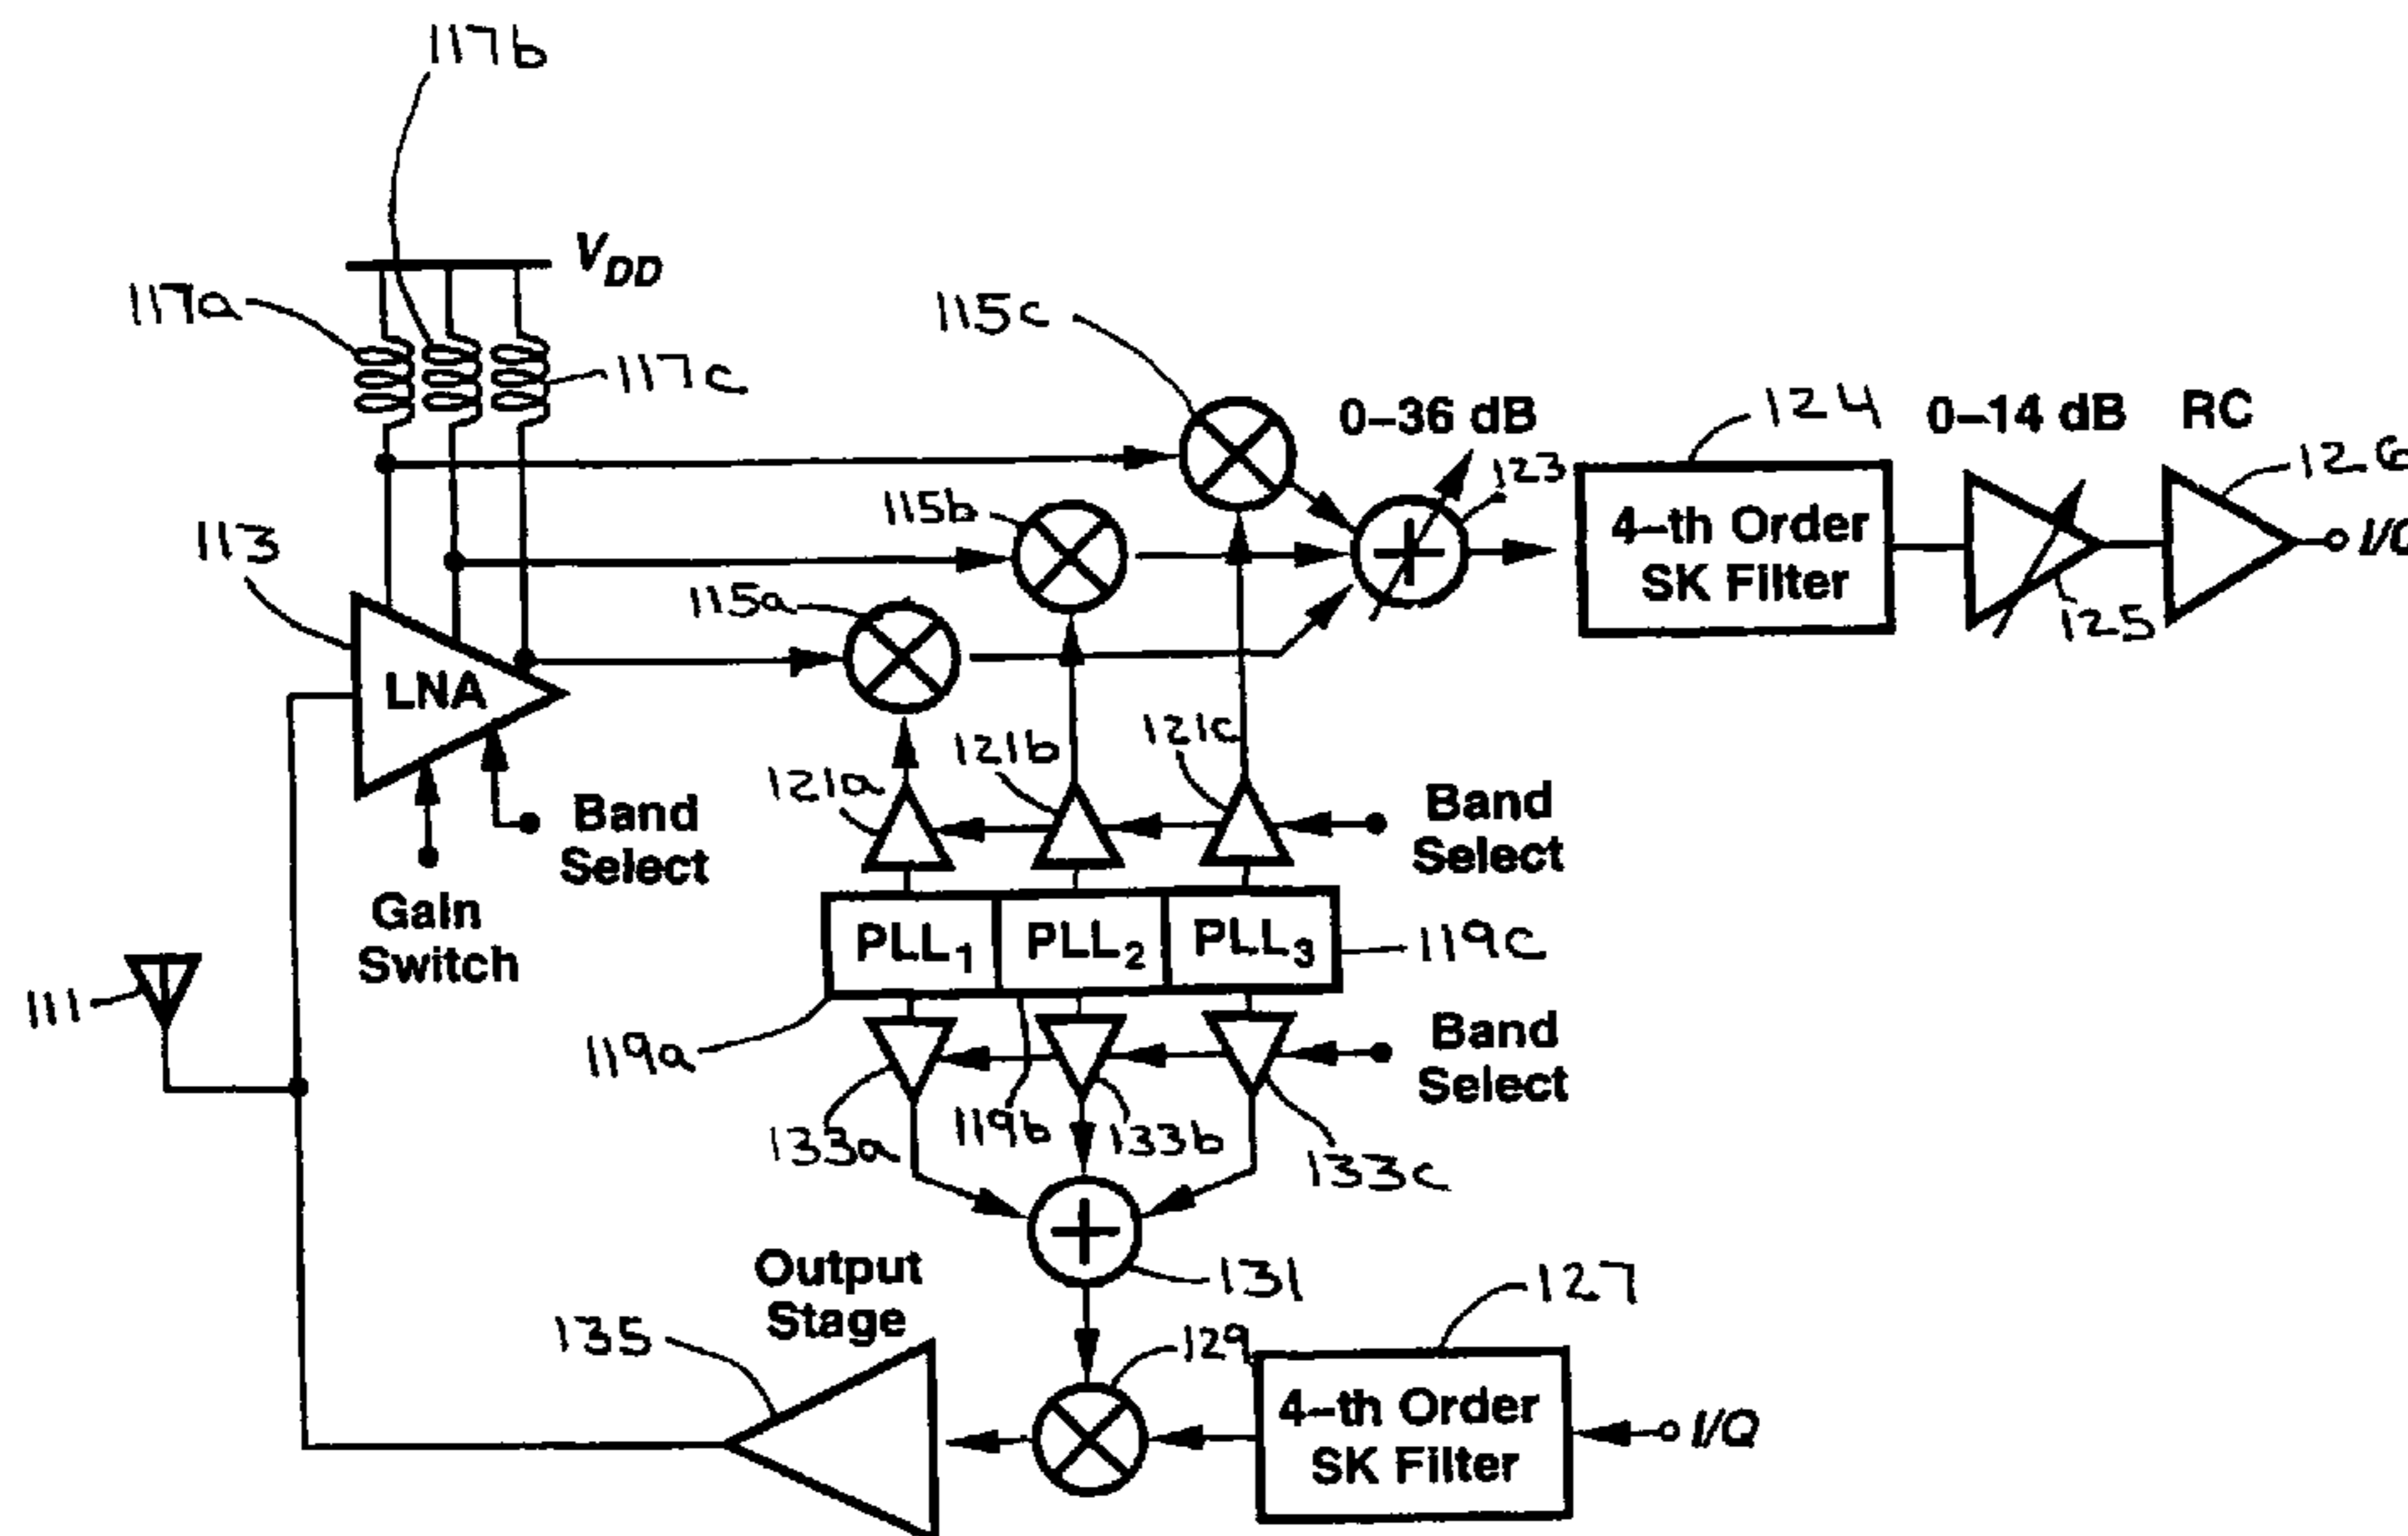 117b
V_DD
117a
115c
117c
0–36 dB
124
0–14 dB
RC
123
126
115b
4–th Order
SK Filter
I/Q
113
115a
125
LNA
121c
121b
121a
Band
Select
Band
Select
Gain
Switch
PLL1
PLL2
PLL3
119c
111
119a
Band
Select
119b
133a
133b
133c
Output
Stage
131
127
135
129
4–th Order
SK Filter
I/Q